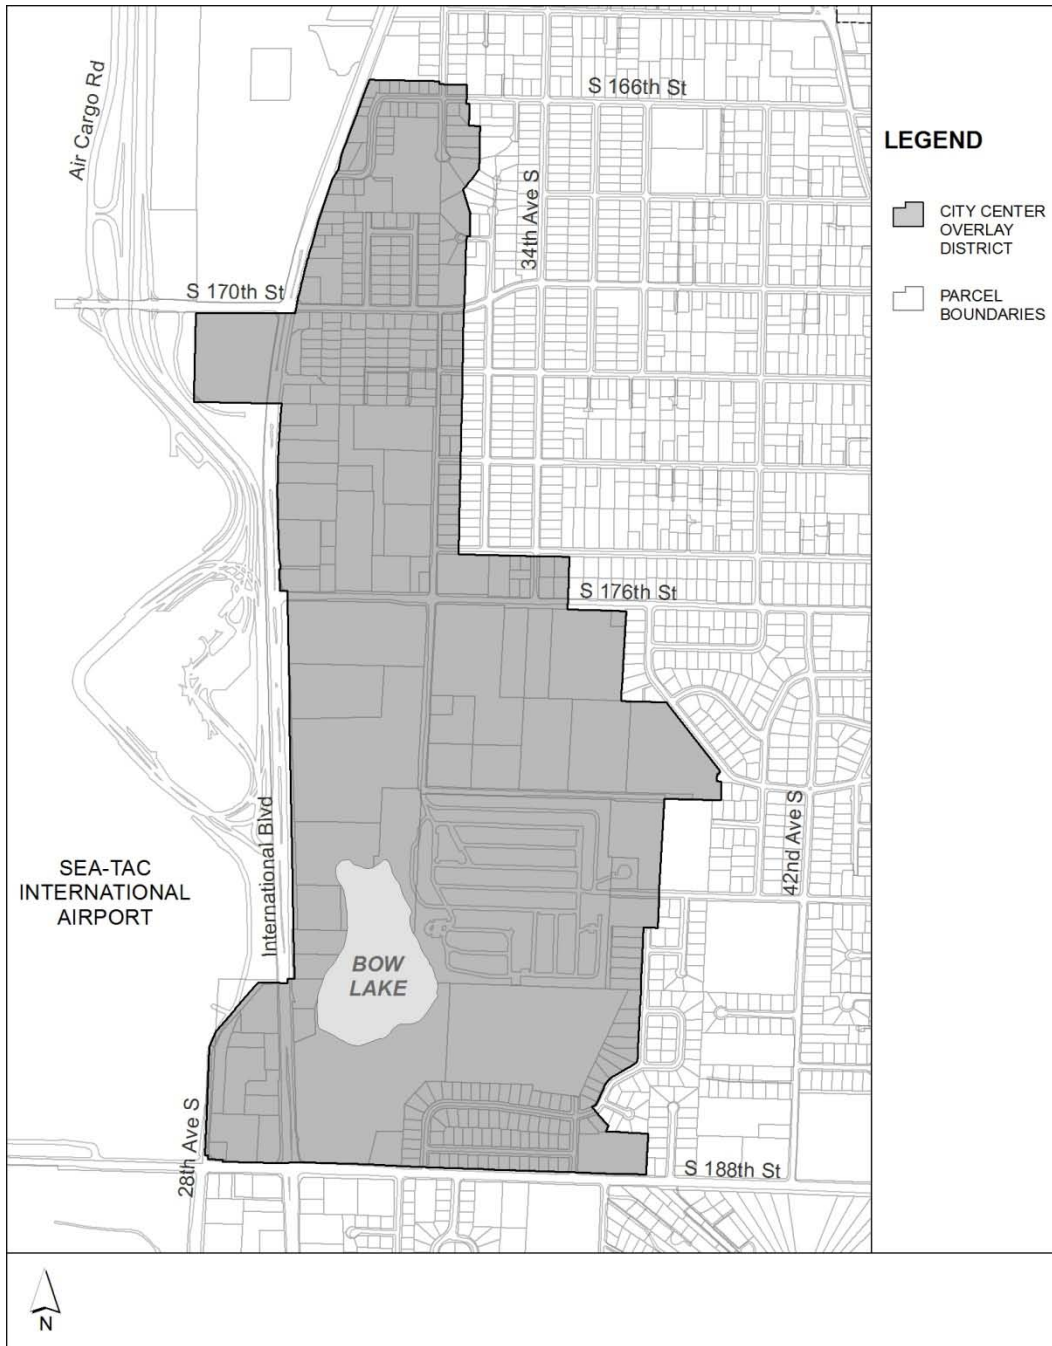 S 166th St
Air Cargo Rd
LEGEND
34th Ave S
CITY CENTER
OVERLAY
DISTRICT
S 170th St
PARCEL
BOUNDARIES
S 176th St
42nd Ave S
International Blvd
SEA-TAC
INTERNATIONAL
AIRPORT
BOW
LAKE
28th Ave S
S 188th St
N